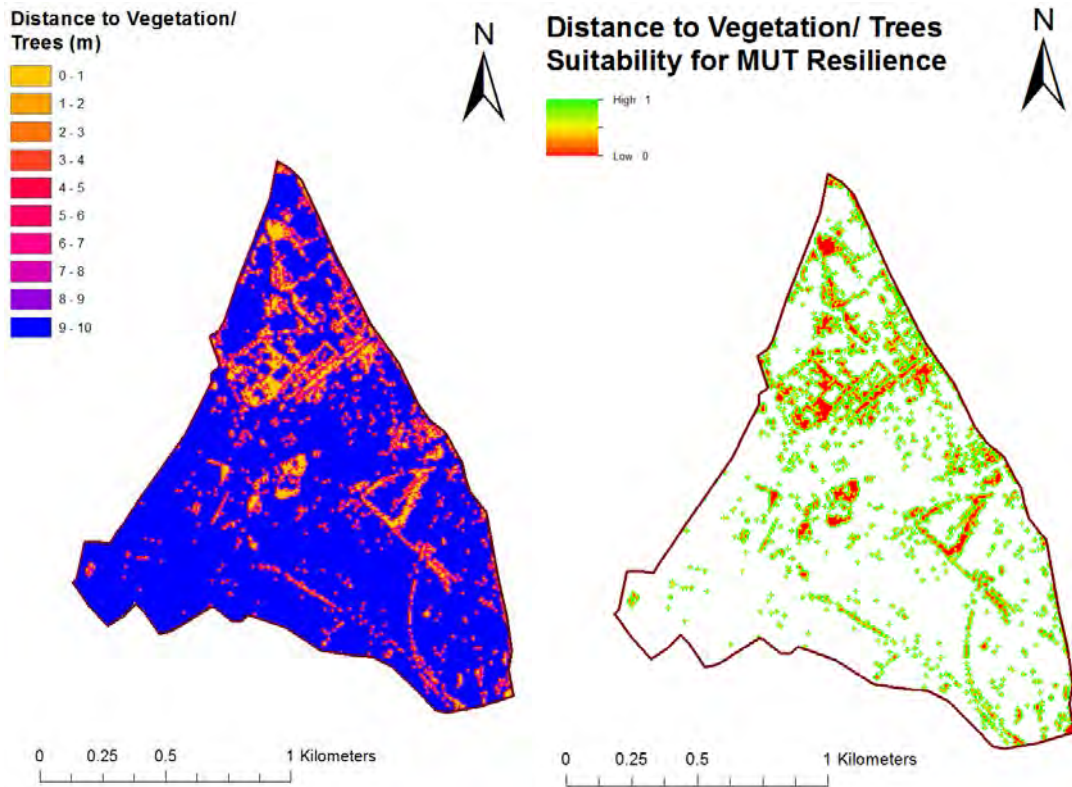 Distance to Vegetation/
Trees (m)
0 - 1
1 - 2
2 - 3
3 - 4
4 - 5
5 - 6
6 - 7
7 - 8
8 - 9
9 - 10
N
0 0.25 0.5 1 Kilometers
Distance to Vegetation/ Trees
Suitability for MUT Resilience
High 1
Low 0
N
0 0.25 0.5 1 Kilometers